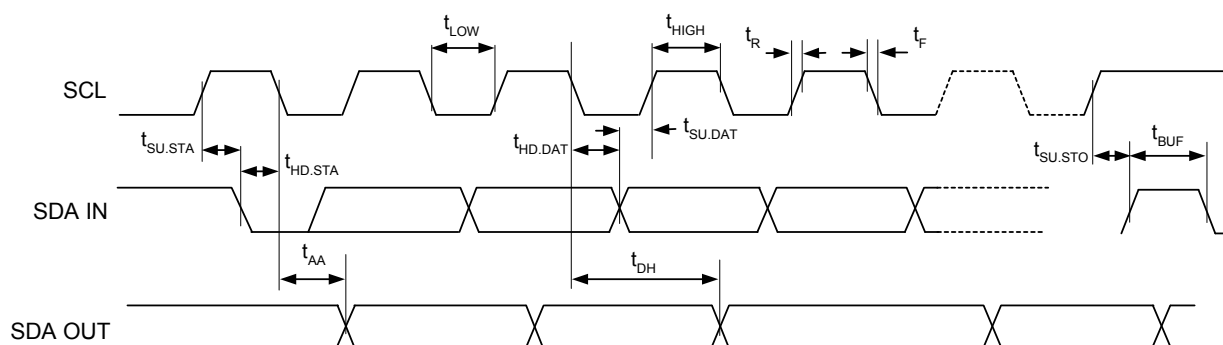 tLOW
tHIGH
tR
tF
SCL
tSU.STA
tHD.STA
tHD.DAT
tSU.DAT
tSU.STO
tBUF
SDA IN
tAA
tDH
SDA OUT